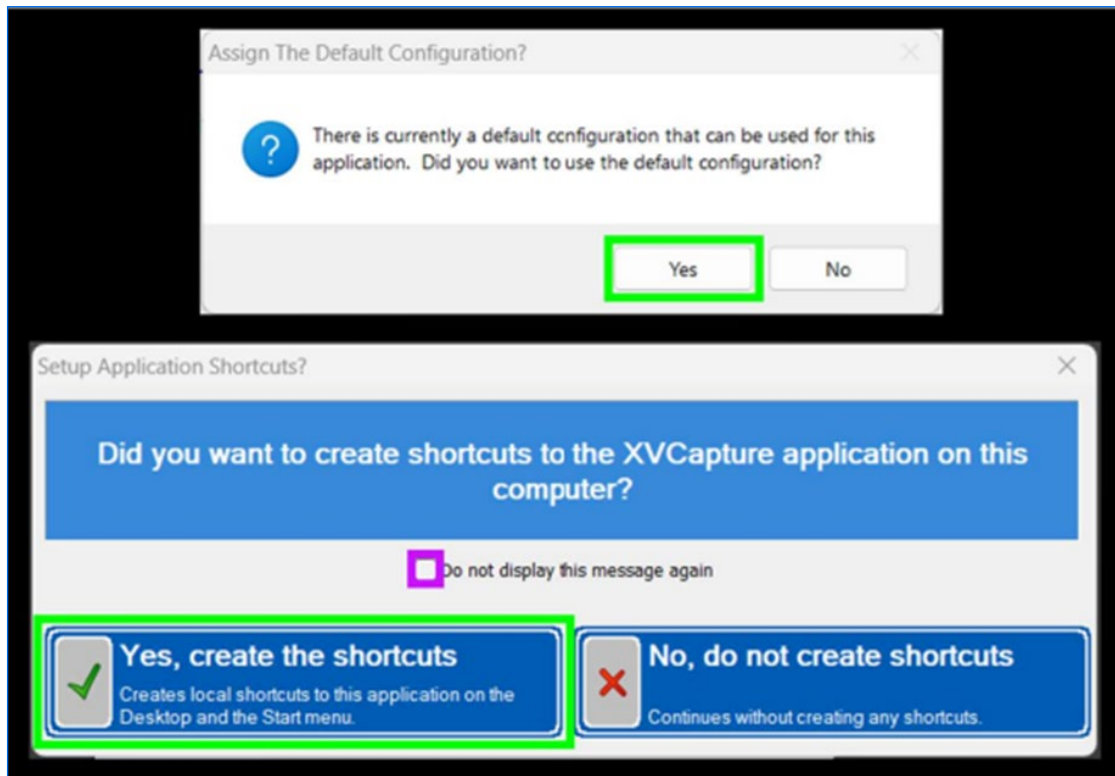 Assign The Default Configuration?
There is currently a default ccnfiguration that can be used for this
application. Did you want to use the default configuration?
Yes
No
Setup Application Shortcuts?
Did you want to create shortcuts to the XVCapture application on this
computer?
Do not display this message again
Yes, create the shortcuts
Creates local shortcuts to this application on the
Desktop and the Start menu.
No, do not create shortcuts
Continues without creating any shortcuts.